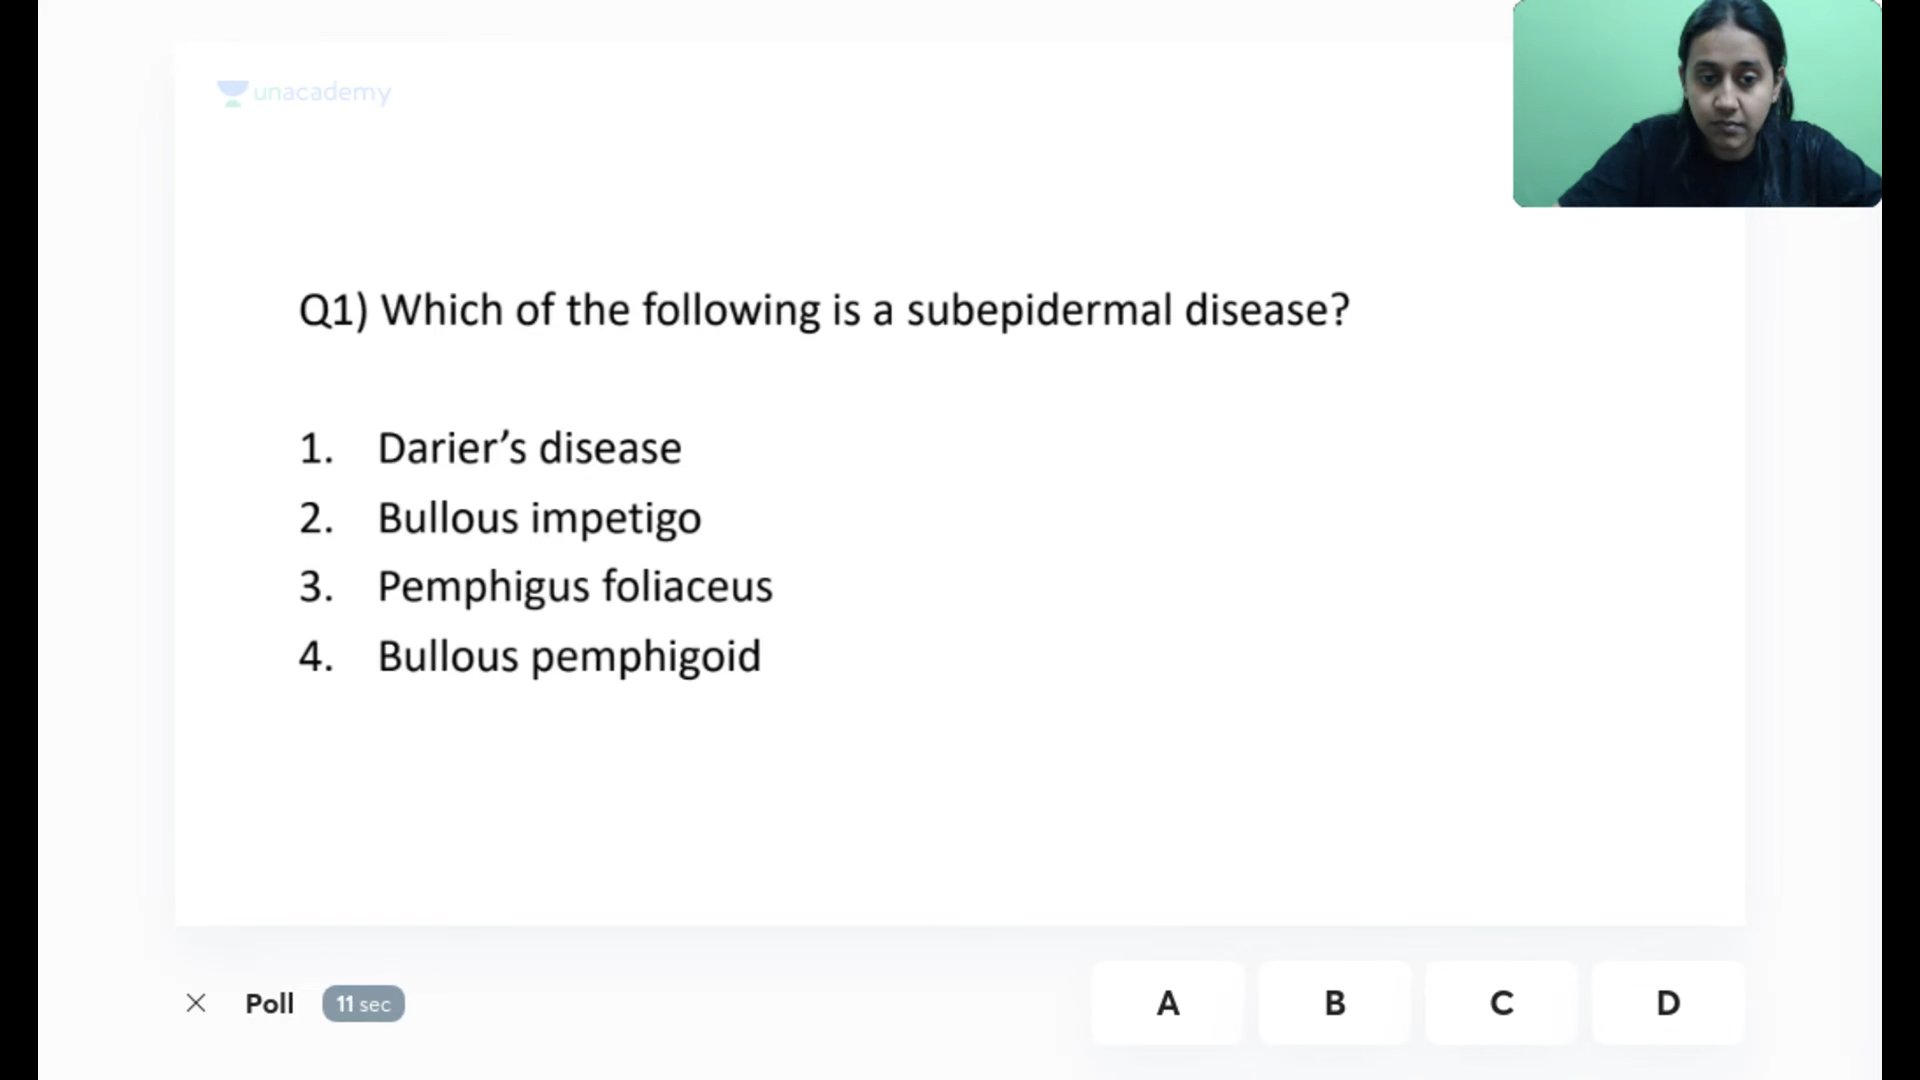 unacademy
Q1) Which of the following is a subepidermal disease?
1. Darier’s disease
2. Bullous impetigo
3. Pemphigus foliaceus
4. Bullous pemphigoid
Poll 11 sec A B C D